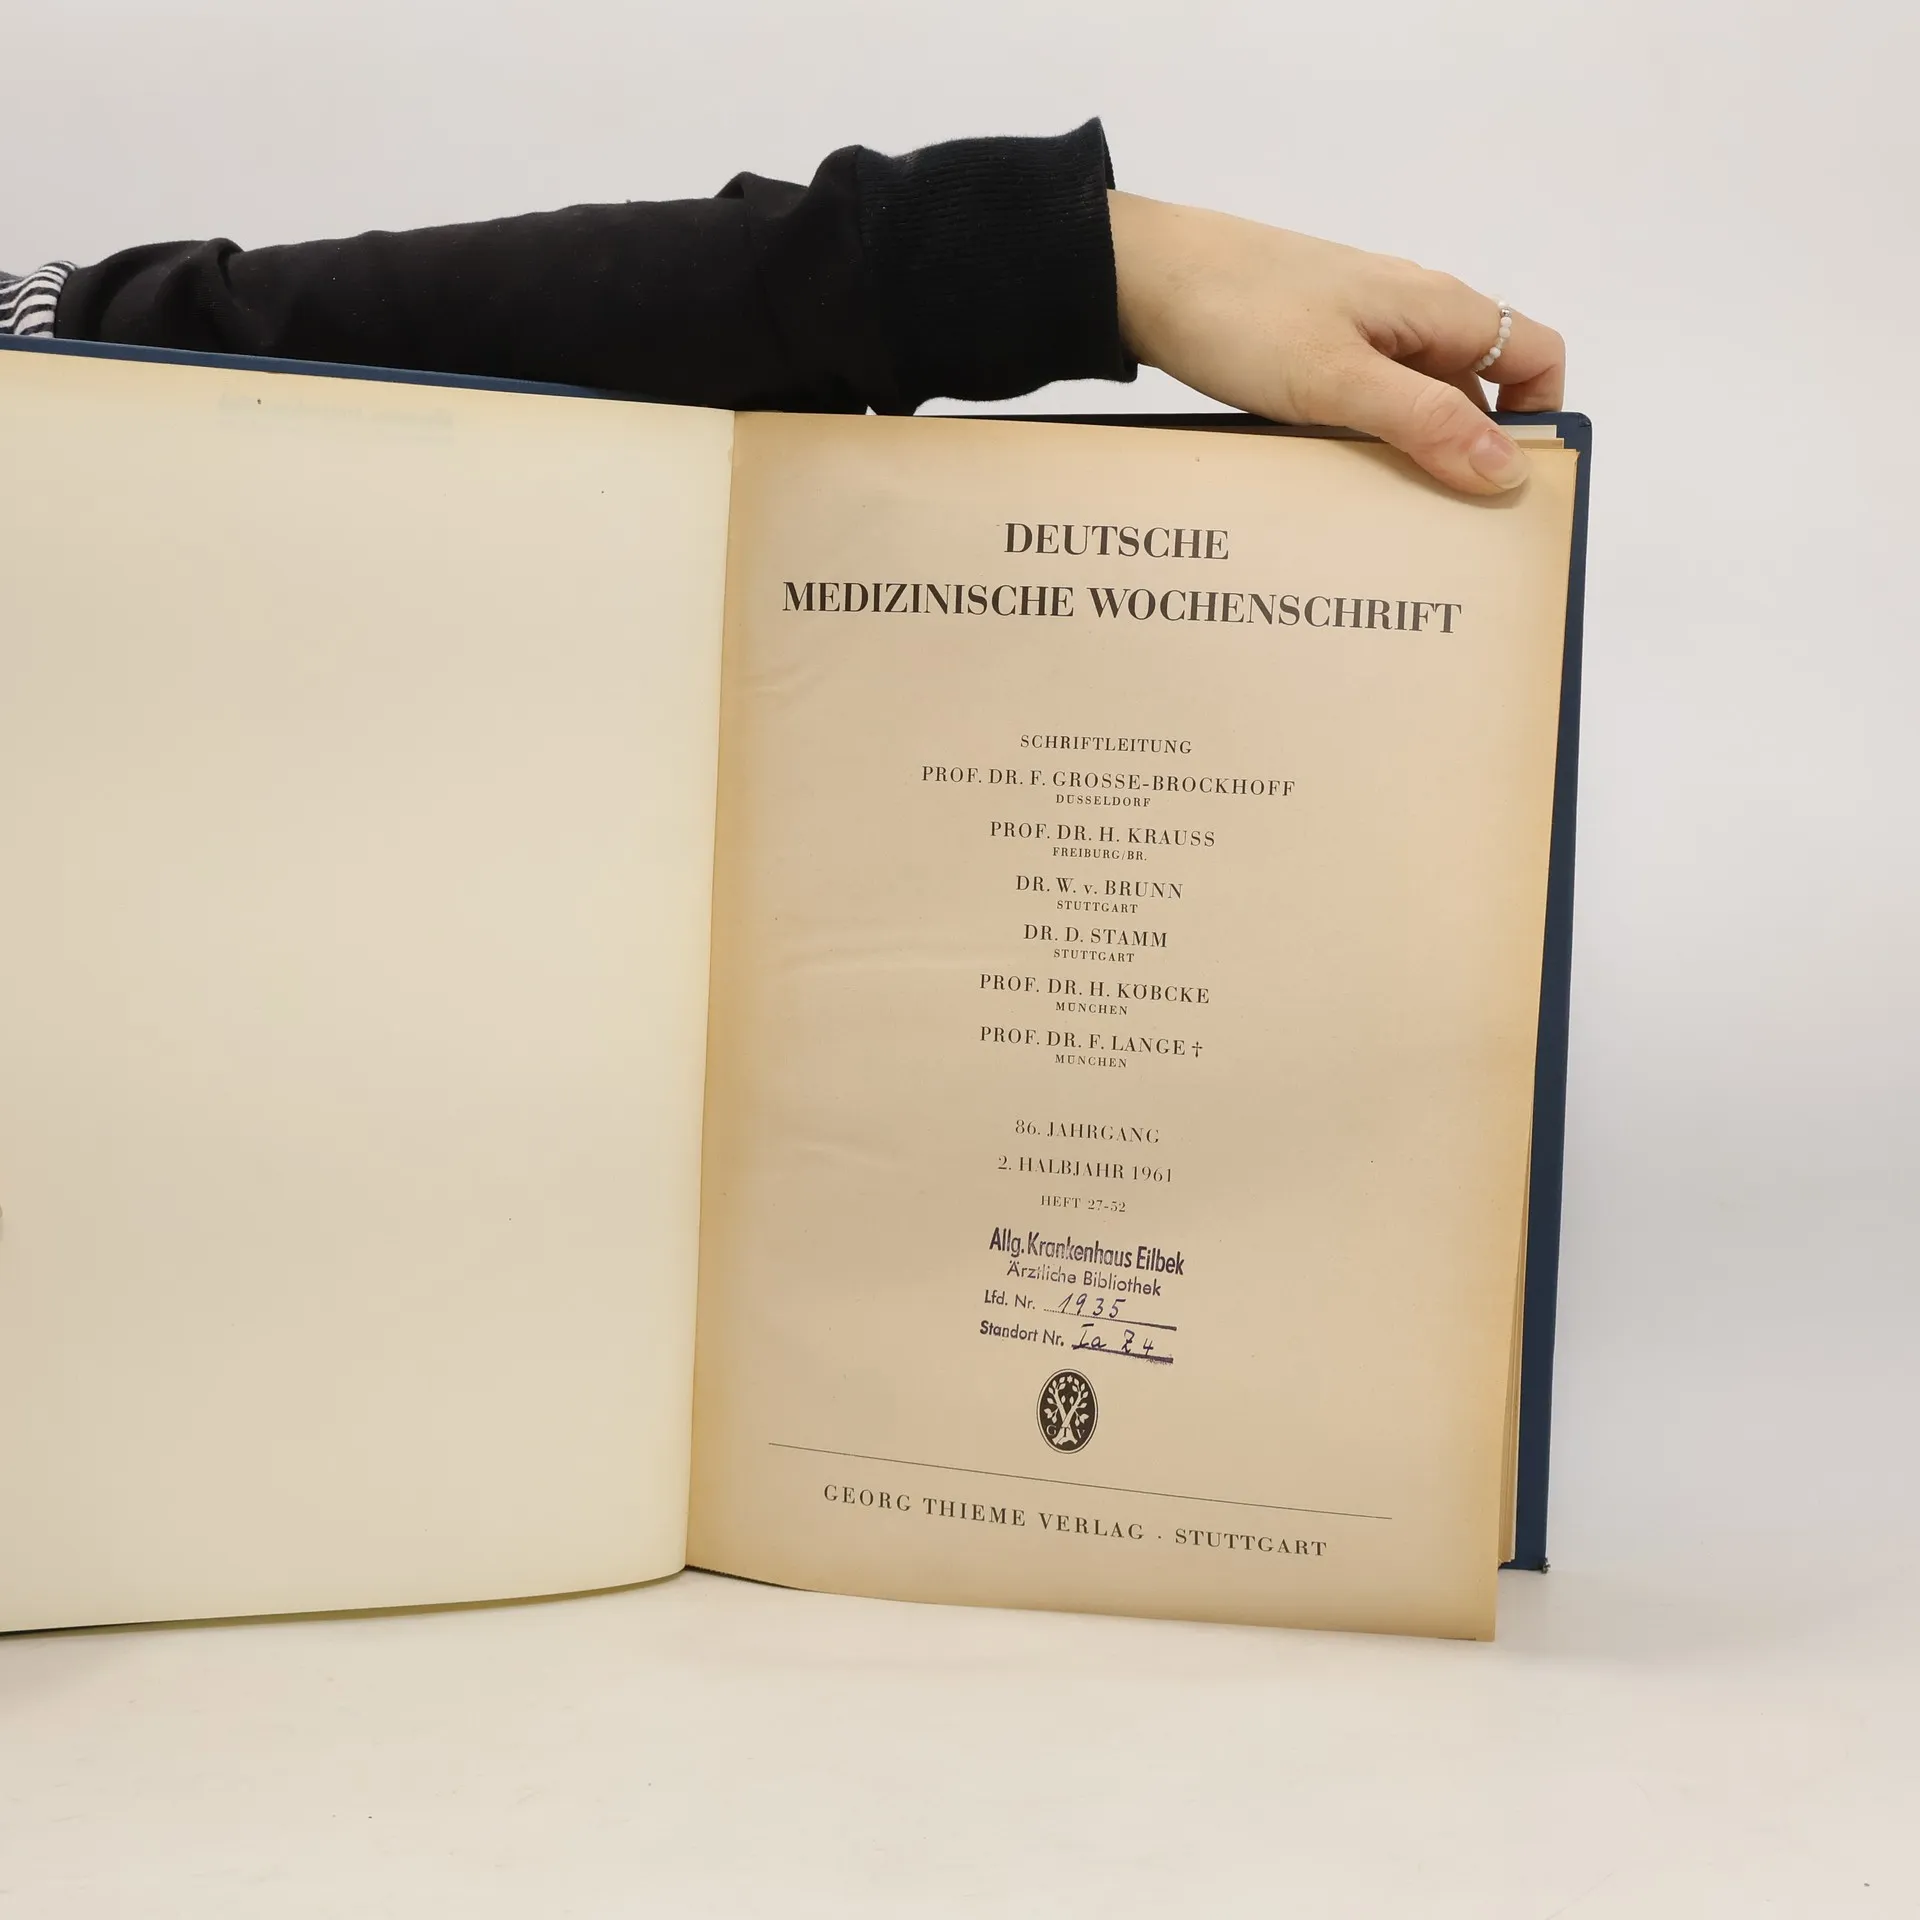 DEUTSCHE
MEDIZINISCHE WOCHENSCHRIFT
SCHRIFTLEITUNG
PROF. DR. F. GROSSE-BROCKHOFF
DÜSSELDORF
PROF. DR. H. KRAUSS
FREIBURG/BR.
DR. W. v. BRUNN
STUTTGART
DR. D. STAMM
STUTTGART
PROF. DR. H. KÖBCKE
MÜNCHEN
PROF. DR. F. LANGE †
MÜNCHEN
86. JAHRGANG
2. HALBJAHR 1961
HEFT 27-52
Allg. Krankenhaus Eilbek
Ärztliche Bibliothek
Lfd. Nr. 1935
Standort Nr. Ia Z 4
GTV
GEORG THIEME VERLAG · STUTTGART